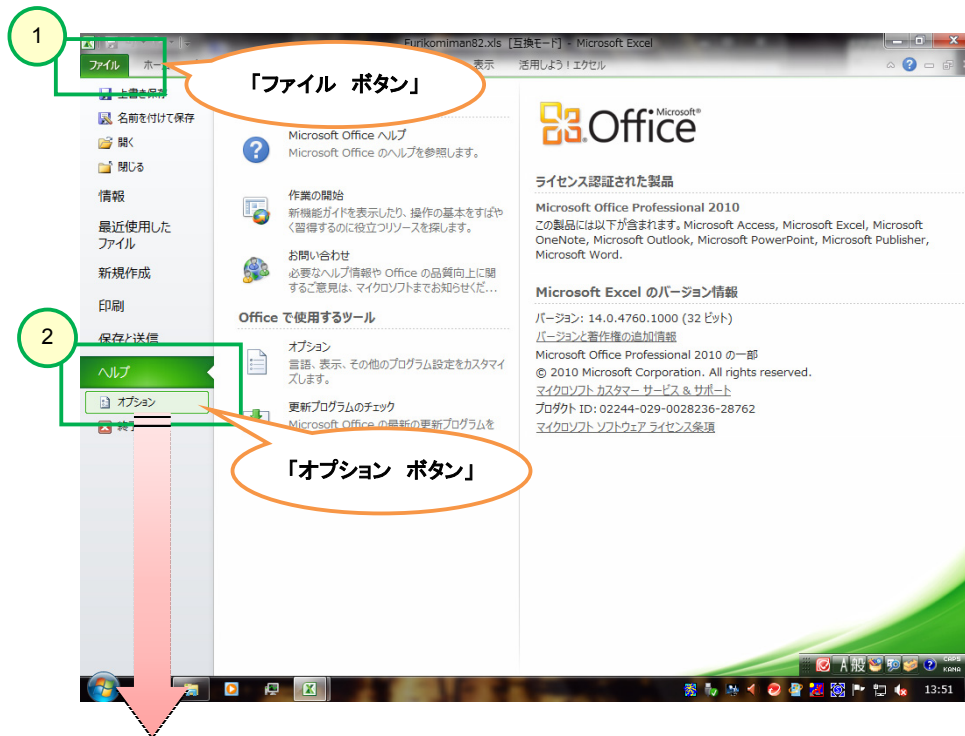 1
Furikomiman82.xls [互換モード] - Microsoft Excel
ファイル
表示
活用しよう！エクセル
「ファイル ボタン」
上書き保存
名前を付けて保存
開く
閉じる
情報
最近使用した
ファイル
新規作成
印刷
保存と送信
2
ヘルプ
オプション
Microsoft Office ヘルプ
Microsoft Office のヘルプを参照します。
作業の開始
新機能ガイドを表示したり、操作の基本をすばや
く習得するのに役立つリソースを探します。
お問い合わせ
必要なヘルプ情報や Office の品質向上に関
するご意見は、マイクロソフトまでお知らせくだ...
Office で使用するツール
オプション
言語、表示、その他のプログラム設定をカスタマイ
ズします。
更新プログラムのチェック
Microsoft Office の最新の更新プログラムを
「オプション ボタン」
Microsoft®
Office
ライセンス認証された製品
Microsoft Office Professional 2010
この製品には以下が含まれます。Microsoft Access, Microsoft Excel, Microsoft
OneNote, Microsoft Outlook, Microsoft PowerPoint, Microsoft Publisher,
Microsoft Word.
Microsoft Excel のバージョン情報
バージョン: 14.0.4760.1000 (32 ビット)
バージョンと著作権の追加情報
Microsoft Office Professional 2010 の一部
© 2010 Microsoft Corporation. All rights reserved.
マイクロソフト カスタマー サービス & サポート
プロダクト ID: 02244-029-0028236-28762
マイクロソフト ソフトウェア ライセンス条項
A 般
CAPS
KANA
13:51